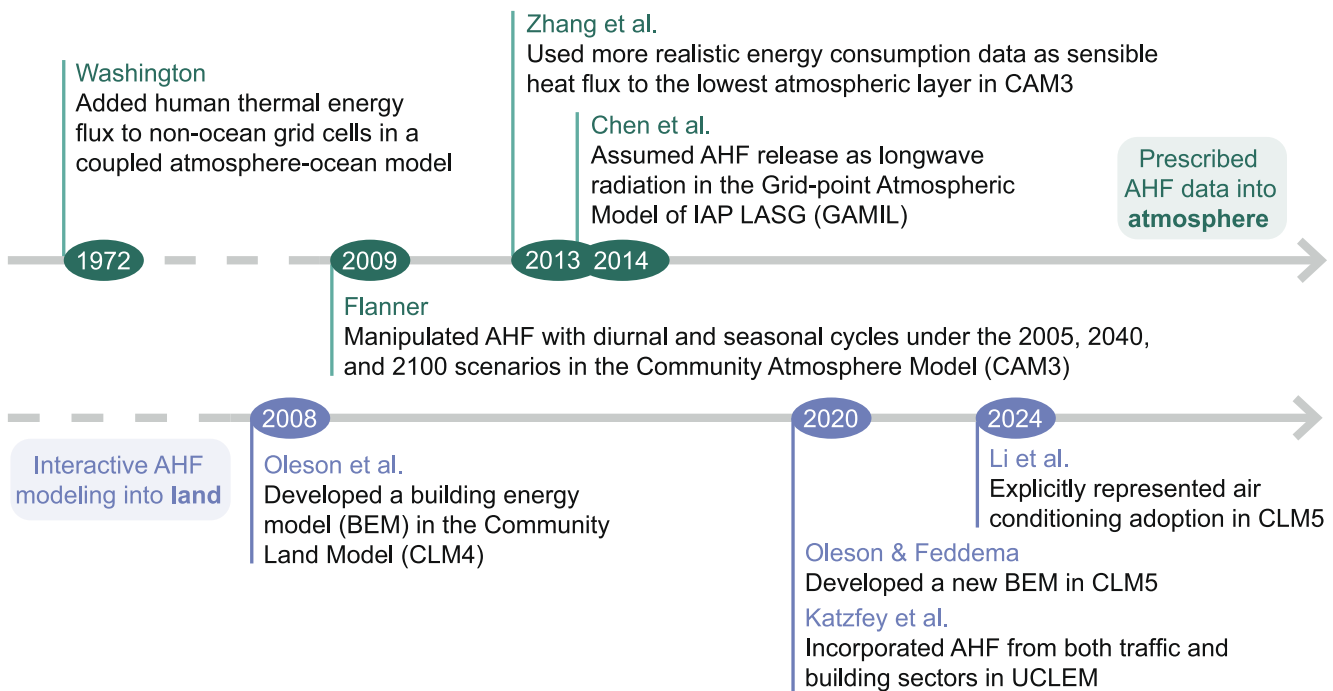 Washington
Added human thermal energy
flux to non-ocean grid cells in a
coupled atmosphere-ocean model
Zhang et al.
Used more realistic energy consumption data as sensible
heat flux to the lowest atmospheric layer in CAM3
Chen et al.
Assumed AHF release as longwave
radiation in the Grid-point Atmospheric
Model of IAP LASG (GAMIL)
Prescribed
AHF data into
atmosphere
1972
2009
2013
2014
Flanner
Manipulated AHF with diurnal and seasonal cycles under the 2005, 2040,
and 2100 scenarios in the Community Atmosphere Model (CAM3)
2008
2020
2024
Interactive AHF
modeling into land
Oleson et al.
Developed a building energy
model (BEM) in the Community
Land Model (CLM4)
Li et al.
Explicitly represented air
conditioning adoption in CLM5
Oleson & Feddema
Developed a new BEM in CLM5
Katzfey et al.
Incorporated AHF from both traffic and
building sectors in UCLEM